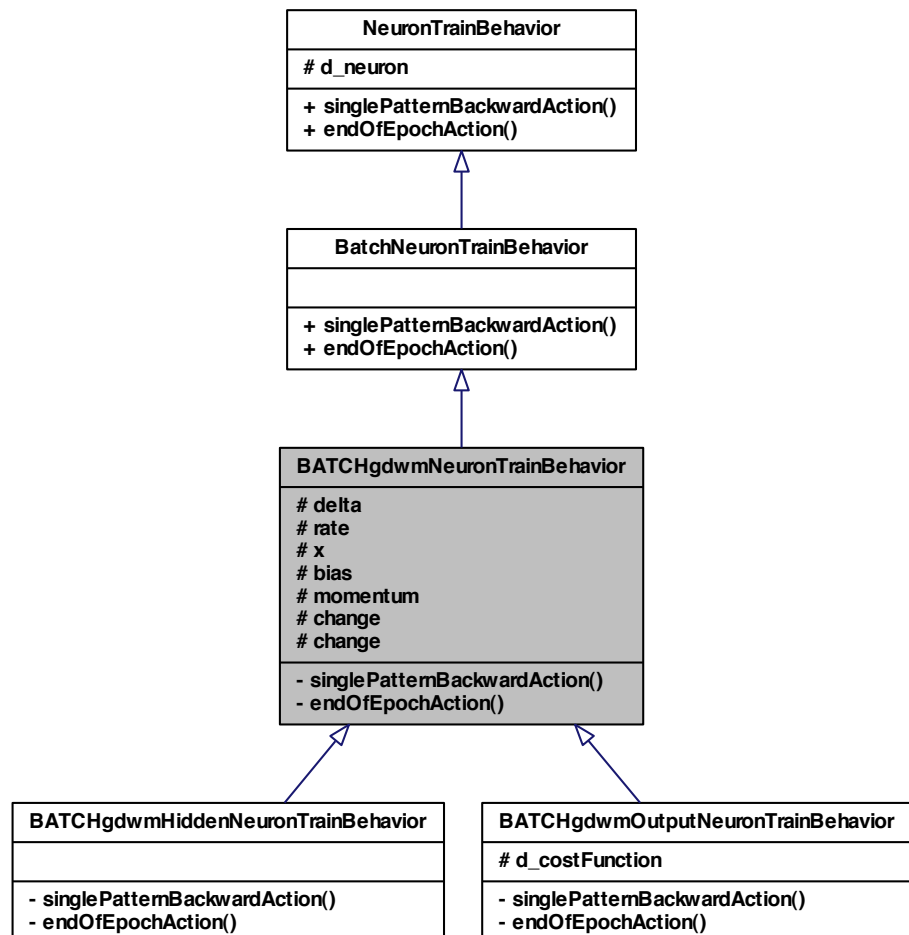 NeuronTrainBehavior
# d_neuron
+ singlePatternBackwardAction()
+ endOfEpochAction()
BatchNeuronTrainBehavior
+ singlePatternBackwardAction()
+ endOfEpochAction()
BATCHgdwmNeuronTrainBehavior
# delta
# rate
# x
# bias
# momentum
# change
# change
- singlePatternBackwardAction()
- endOfEpochAction()
BATCHgdwmHiddenNeuronTrainBehavior
- singlePatternBackwardAction()
- endOfEpochAction()
BATCHgdwmOutputNeuronTrainBehavior
# d_costFunction
- singlePatternBackwardAction()
- endOfEpochAction()